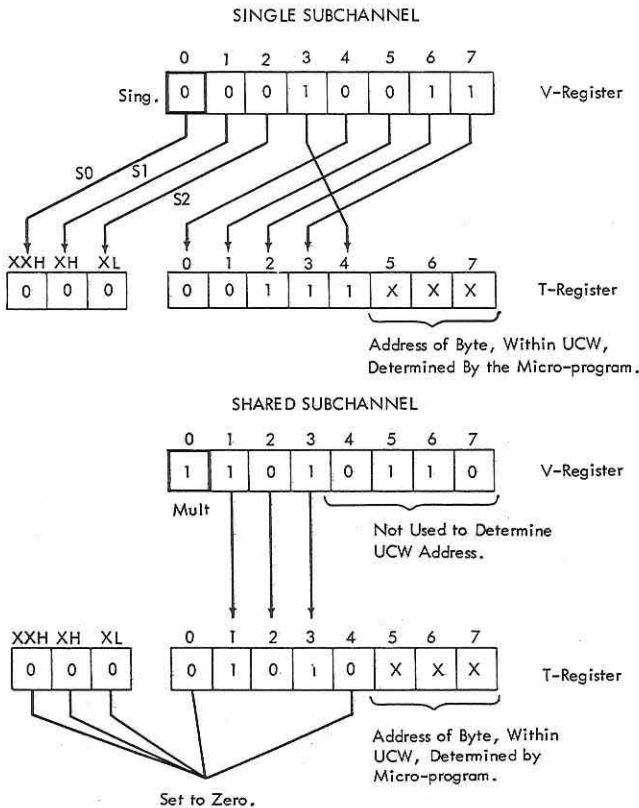 SINGLE SUBCHANNEL
0 1 2 3 4 5 6 7
Sing. 0 0 0 1 0 0 1 1 V-Register
S0 S1 S2
XXH XH XL 0 1 2 3 4 5 6 7
0 0 0 0 0 1 1 1 X X X T-Register
Address of Byte, Within UCW,
Determined By the Micro-program.
SHARED SUBCHANNEL
0 1 2 3 4 5 6 7
1 1 0 1 0 1 1 0 V-Register
Mult
Not Used to Determine
UCW Address.
XXH XH XL 0 1 2 3 4 5 6 7
0 0 0 0 1 0 1 0 X X X T-Register
Address of Byte, Within
UCW, Determined by
Micro-program.
Set to Zero.